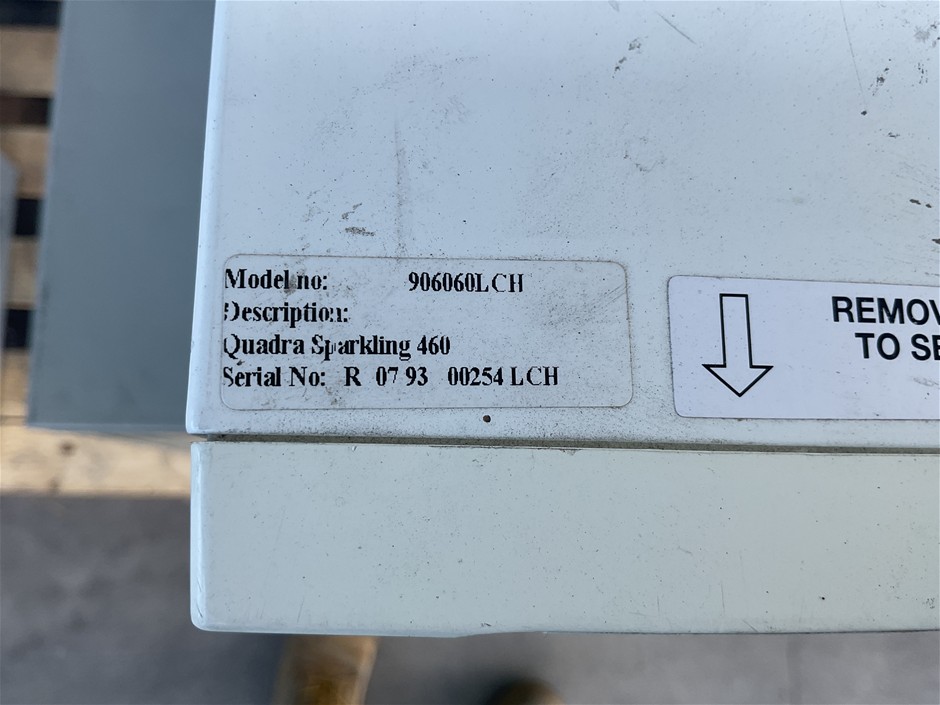 Model no: 906060LCH
Description:
Quadra Sparkling 460
Serial No: R 07 93 00254 LCH
REMOV
TO SE